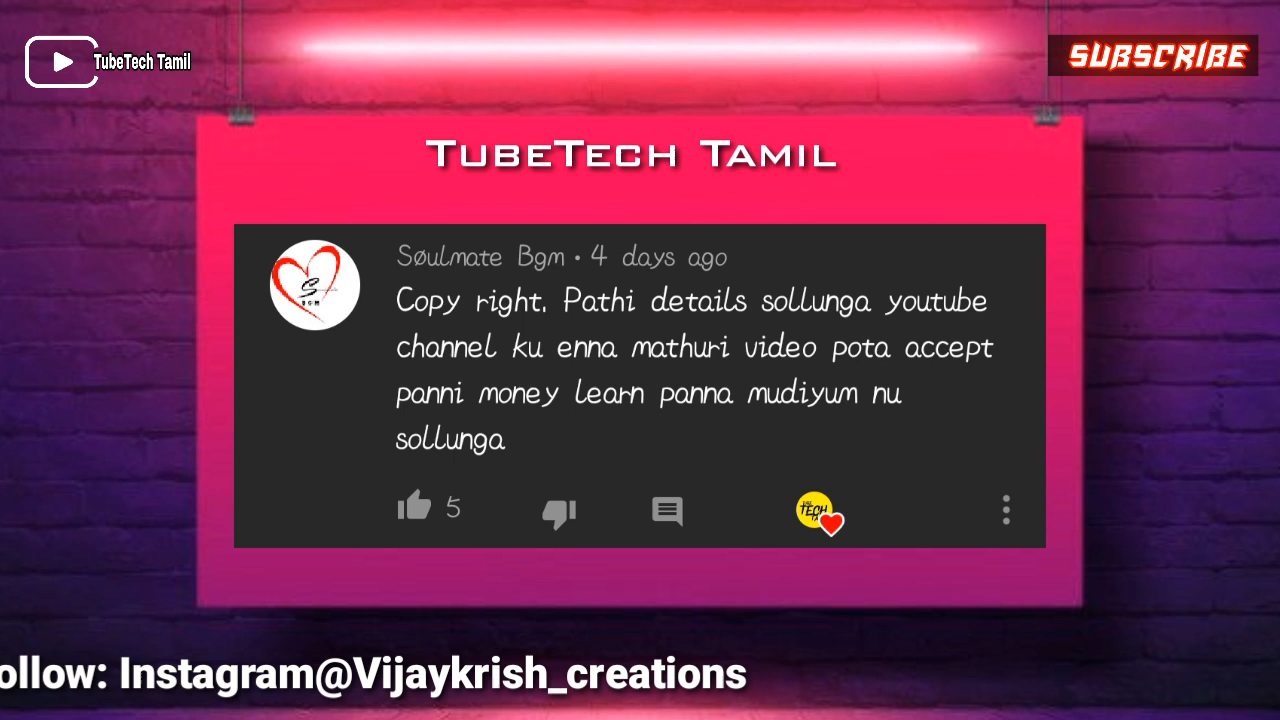 TubeTech Tamil
SUBSCRIBE
TubeTech Tamil
Søulmate Bgm • 4 days ago
Copy right. Pathi details sollunga youtube
channel ku enna mathuri video pota accept
panni money learn panna mudiyum nu
sollunga
5
TECH
ollow: Instagram@Vijaykrish_creations